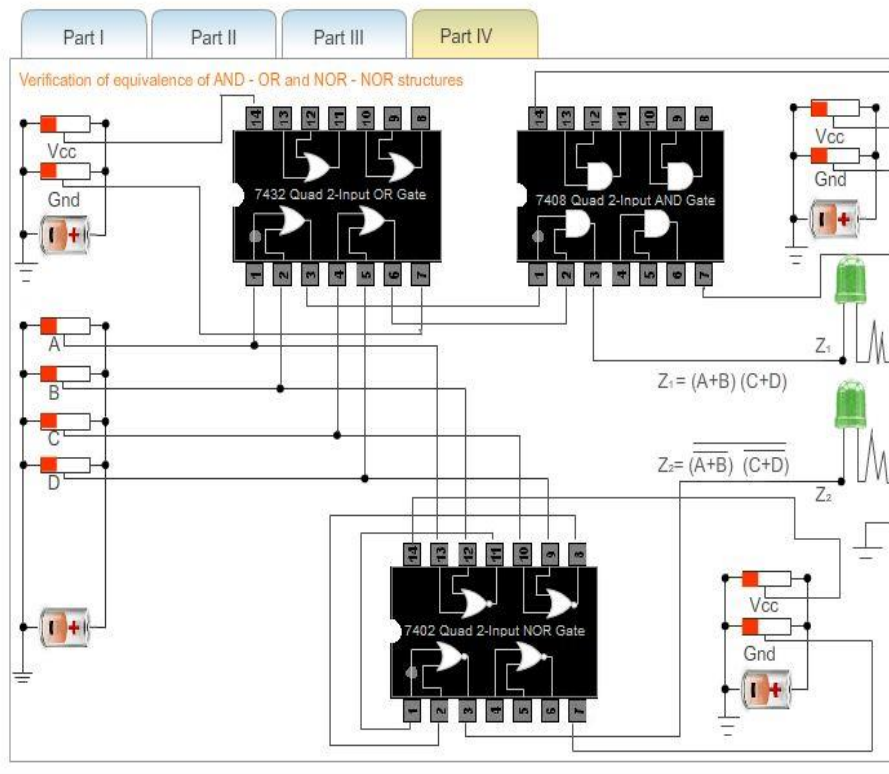 Part I Part II Part III Part IV
Verification of equivalence of AND - OR and NOR - NOR structures
14 13 12 11 10 9 8
14 13 12 11 10 9 8
Vcc
Gnd
7432 Quad 2-Input OR Gate
7408 Quad 2-Input AND Gate
Vcc
Gnd
1 2 3 4 5 6 7
1 2 3 4 5 6 7
A
B
C
D
Z₁
Z₁= (A+B) (C+D)
Z₂= (A̅+̅B̅)̅ ̅(̅C̅+̅D̅)
Z₂
14 13 12 11 10 9 8
7402 Quad 2-Input NOR Gate
1 2 3 4 5 6 7
Vcc
Gnd